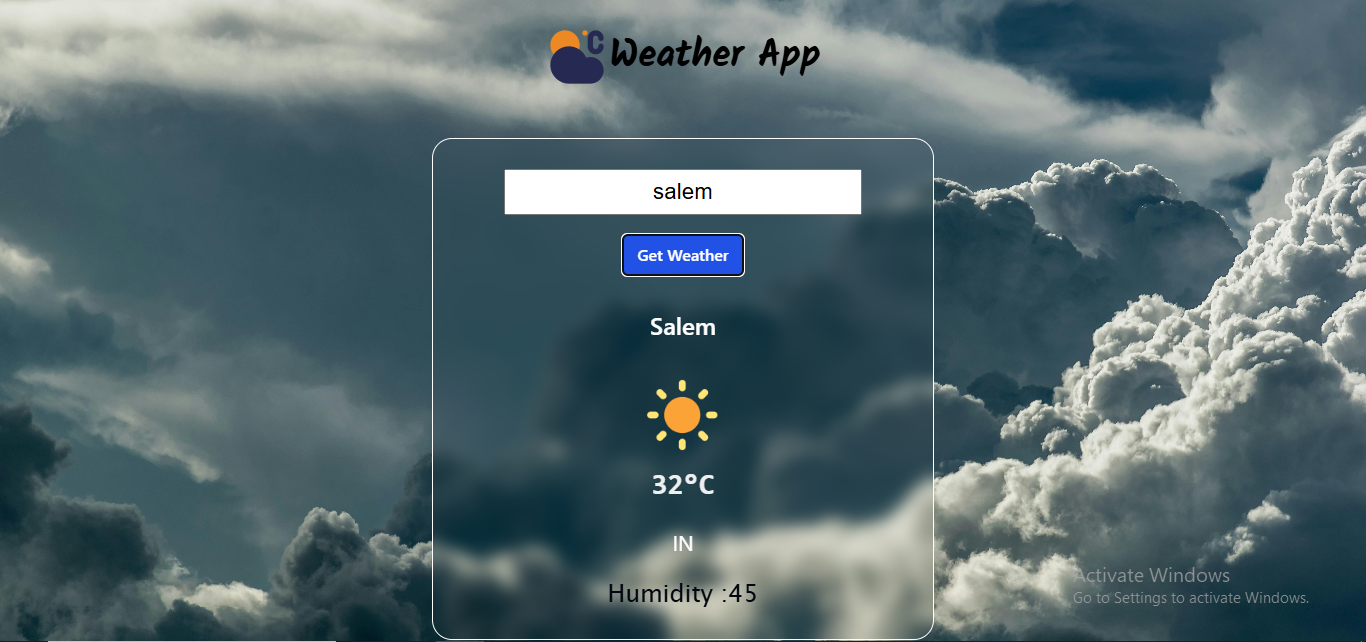 C
Weather App
salem
Get Weather
Salem
32°C
IN
Humidity :45
Activate Windows
Go to Settings to activate Windows.